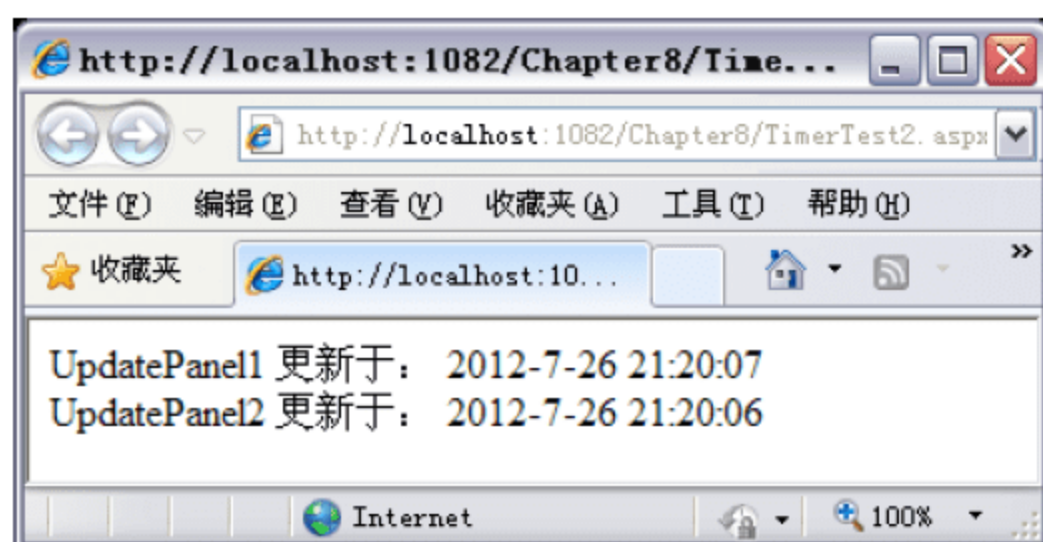 http://localhost:1082/Chapter8/Time...
http://localhost:1082/Chapter8/TimerTest2.aspx
文件(F) 编辑(E) 查看(V) 收藏夹(A) 工具(T) 帮助(H)
收藏夹 http://localhost:10... »
UpdatePanel1 更新于： 2012-7-26 21:20:07
UpdatePanel2 更新于： 2012-7-26 21:20:06
Internet 100%